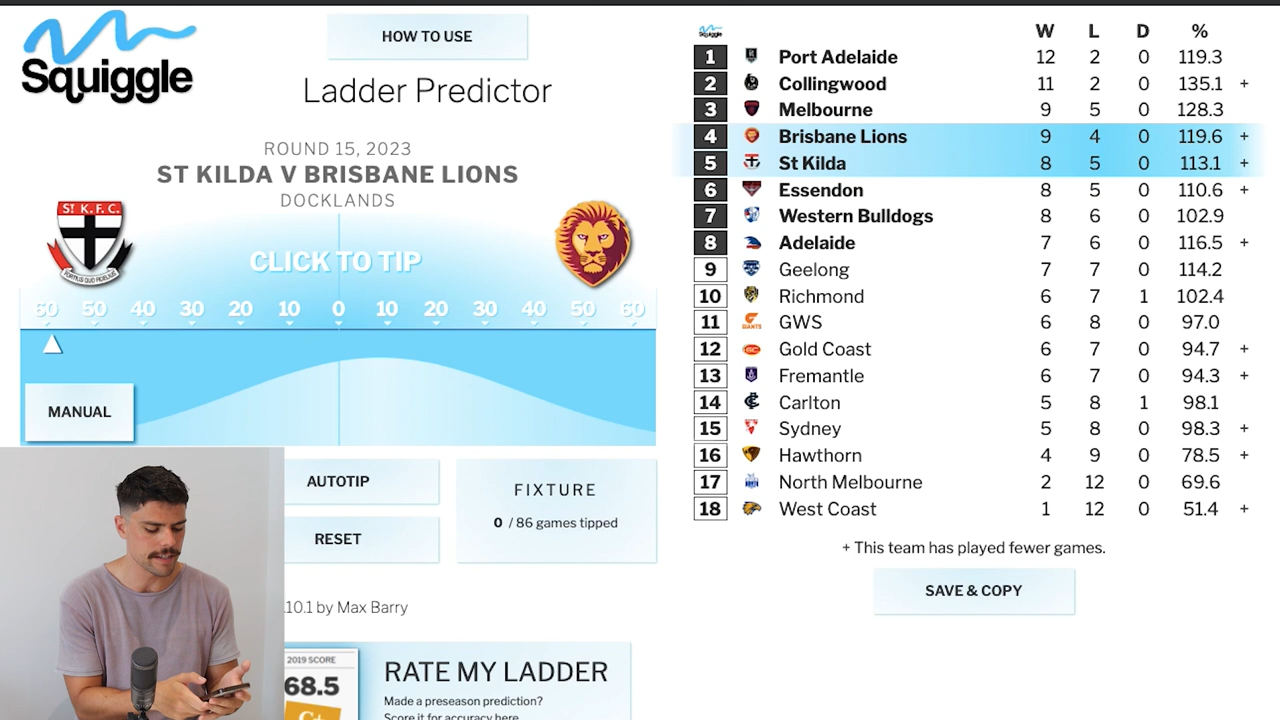 Squiggle
HOW TO USE
Ladder Predictor
ROUND 15, 2023
ST KILDA V BRISBANE LIONS
DOCKLANDS
ST K.F.C.
CLICK TO TIP
60 50 40 30 20 10 0 10 20 30 40 50 60
MANUAL
AUTOTIP
RESET
FIXTURE
0 / 86 games tipped
.10.1 by Max Barry
2019 SCORE
68.5
C+
RATE MY LADDER
Made a preseason prediction?
Score it for accuracy here
Squiggle W L D %
1 Port Adelaide 12 2 0 119.3
2 Collingwood 11 2 0 135.1 +
3 Melbourne 9 5 0 128.3
4 Brisbane Lions 9 4 0 119.6 +
5 St Kilda 8 5 0 113.1 +
6 Essendon 8 5 0 110.6 +
7 Western Bulldogs 8 6 0 102.9
8 Adelaide 7 6 0 116.5 +
9 Geelong 7 7 0 114.2
10 Richmond 6 7 1 102.4
11 GWS 6 8 0 97.0
12 Gold Coast 6 7 0 94.7 +
13 Fremantle 6 7 0 94.3 +
14 Carlton 5 8 1 98.1
15 Sydney 5 8 0 98.3 +
16 Hawthorn 4 9 0 78.5 +
17 North Melbourne 2 12 0 69.6
18 West Coast 1 12 0 51.4 +
+ This team has played fewer games.
SAVE & COPY